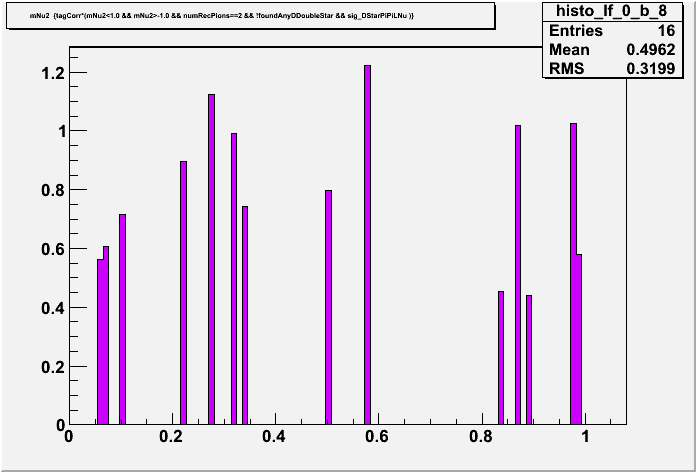 mNu2 {tagCorr*(mNu2<1.0 && mNu2>-1.0 && numRecPions==2 && !foundAnyDDoubleStar && sig_DStarPiPiLNu )}
histo_lf_0_b_8
Entries 16
Mean 0.4962
RMS 0.3199
1.2
1
0.8
0.6
0.4
0.2
0
0 0.2 0.4 0.6 0.8 1